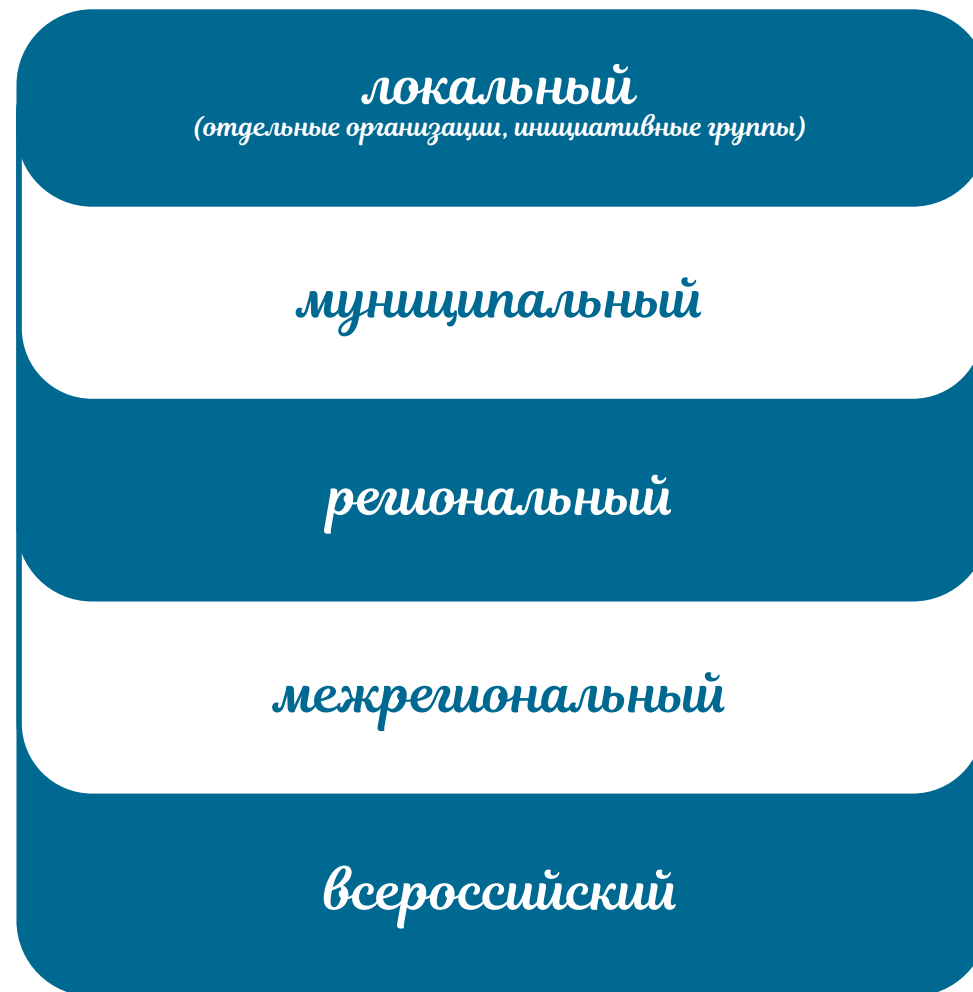 локальный
(отдельные организации, инициативные группы)
муниципальный
региональный
межрегиональный
всероссийский